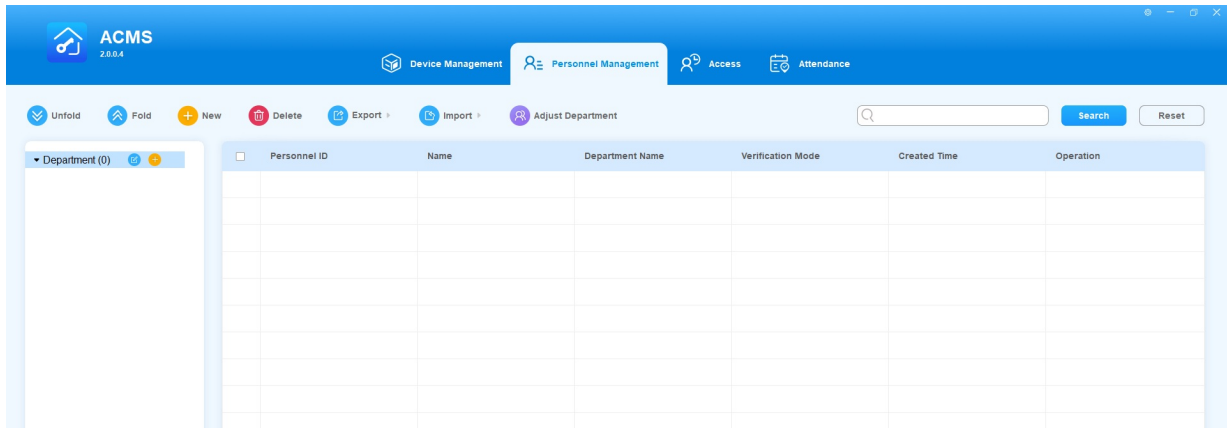 ACMS
2.0.0.4
Device Management Personnel Management Access Attendance
Unfold Fold New Delete Export Import Adjust Department Search Reset
Department (0)
Personnel ID Name Department Name Verification Mode Created Time Operation